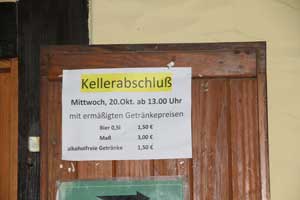 Kellerabschluß
Mittwoch, 20.Okt. ab 13.00 Uhr
mit ermäßigten Getränkepreisen
Bier 0,5l 1,50 €
Maß 3,00 €
alkoholfreie Getränke 1,50 €